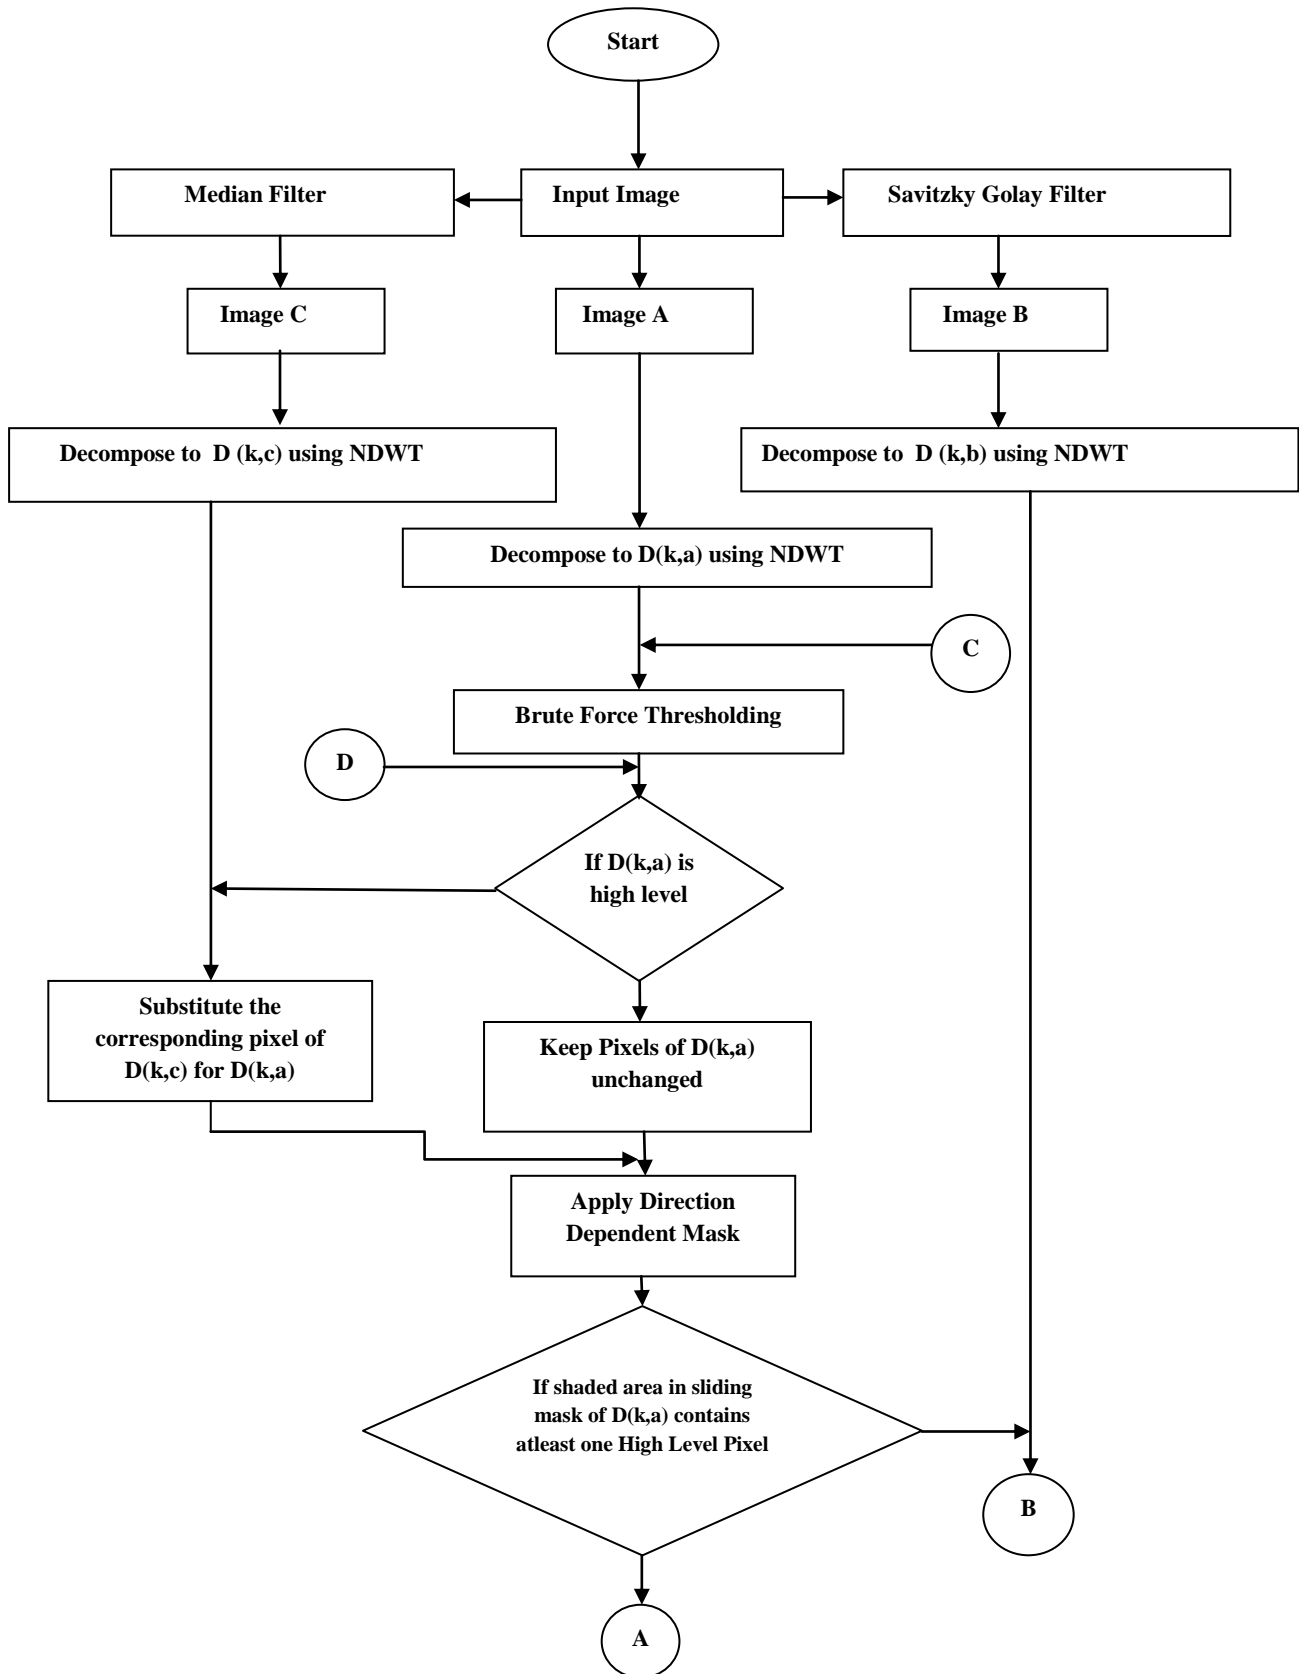 Start
Median Filter
Input Image
Savitzky Golay Filter
Image C
Image A
Image B
Decompose to D (k,c) using NDWT
Decompose to D (k,b) using NDWT
Decompose to D(k,a) using NDWT
C
Brute Force Thresholding
D
If D(k,a) is
high level
Substitute the
corresponding pixel of
D(k,c) for D(k,a)
Keep Pixels of D(k,a)
unchanged
Apply Direction
Dependent Mask
If shaded area in sliding
mask of D(k,a) contains
atleast one High Level Pixel
B
A